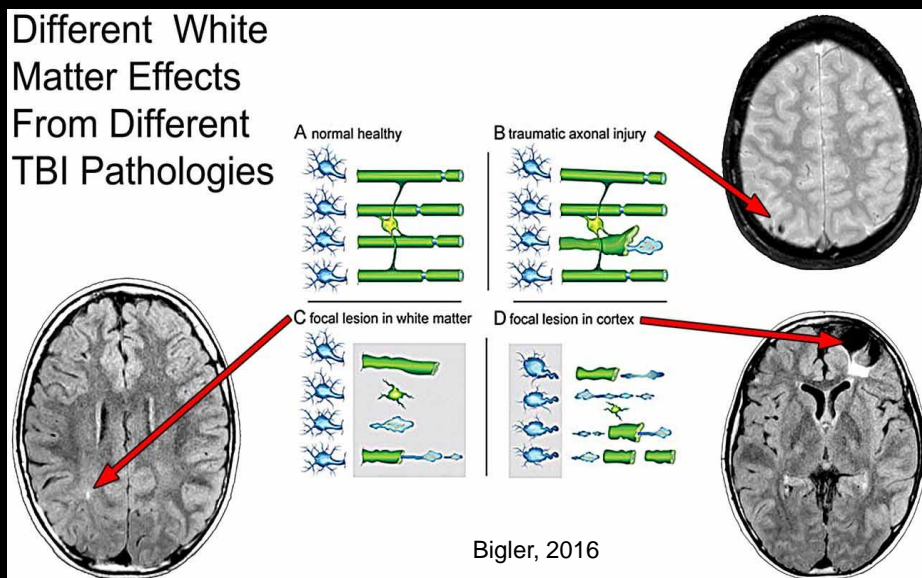 Different White
Matter Effects
From Different
TBI Pathologies
A normal healthy
B traumatic axonal injury
C focal lesion in white matter
D focal lesion in cortex
Bigler, 2016